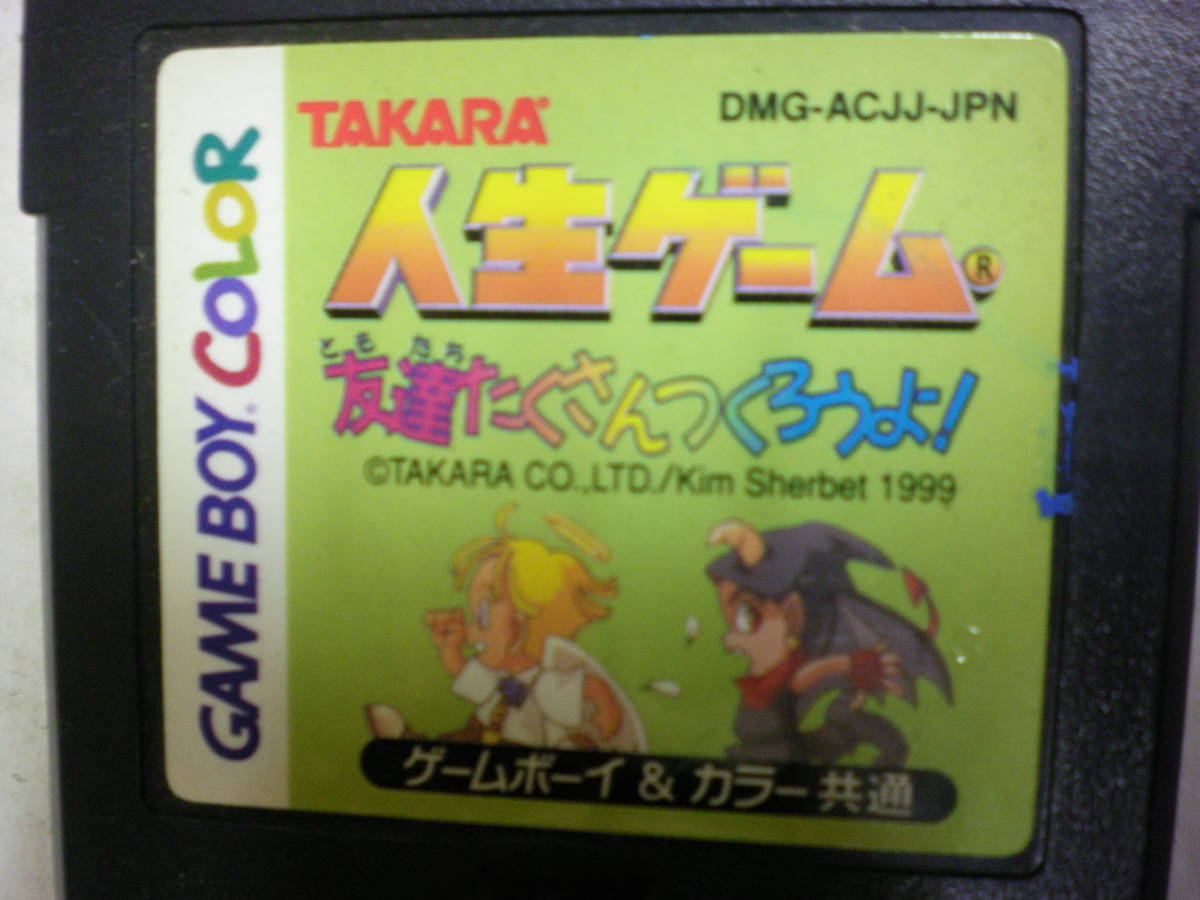 GAME BOY COLOR
TAKARA
DMG-ACJJ-JPN
人生ゲーム®
ともだち
友達たくさんつくろうよ!
©TAKARA CO.,LTD./Kim Sherbet 1999
ゲームボーイ & カラー共通